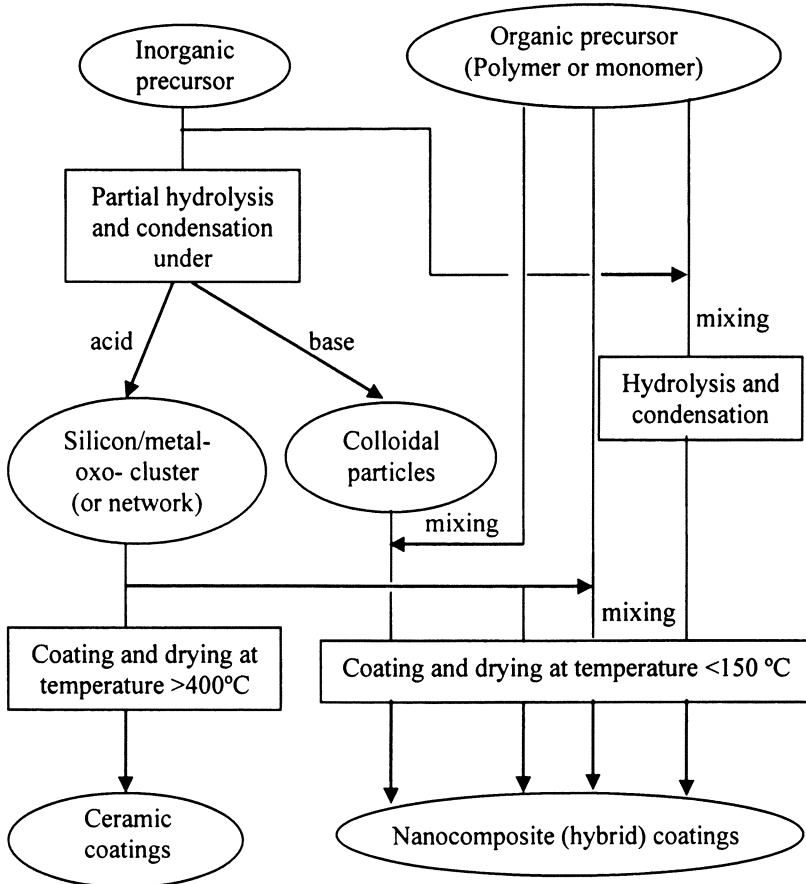 Inorganic
precursor
Organic precursor
(Polymer or monomer)
Partial hydrolysis
and condensation
under
acid
base
mixing
Hydrolysis and
condensation
Silicon/metal-
oxo- cluster
(or network)
Colloidal
particles
mixing
mixing
Coating and drying at
temperature >400ºC
Coating and drying at temperature <150 ºC
Ceramic
coatings
Nanocomposite (hybrid) coatings